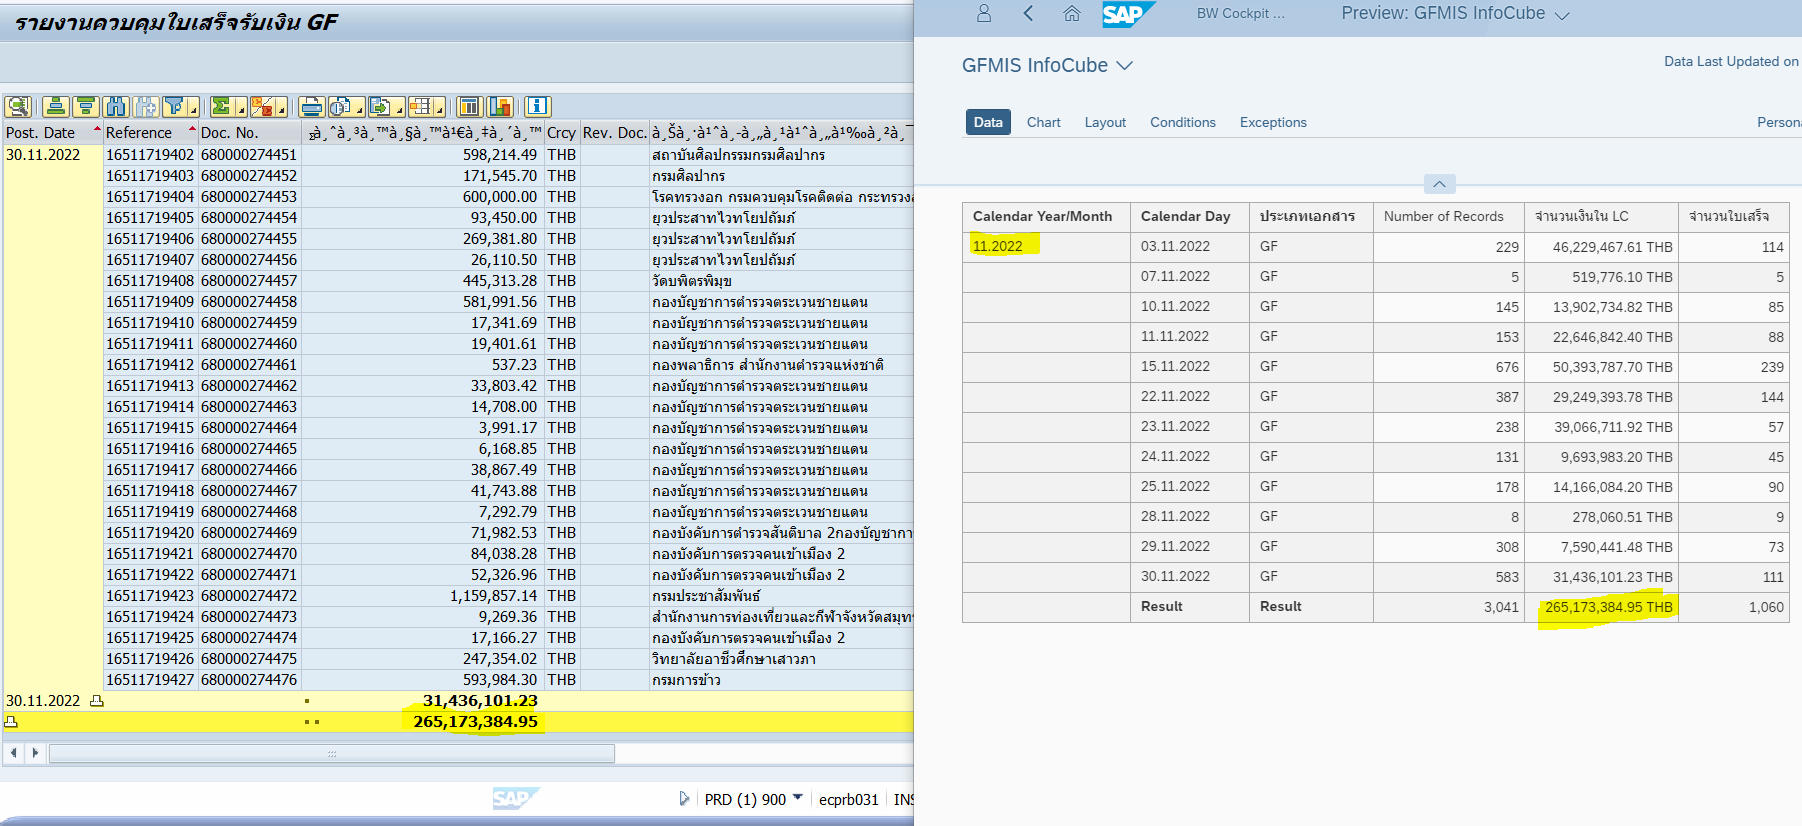 รายงานควบคุมใบเสร็จรับเงิน GF
Post. Date Reference Doc. No. Crcy Rev. Doc.
30.11.2022 16511719402 680000274451 598,214.49 THB สถาบันศิลปกรรมกรมศิลปากร
16511719403 680000274452 171,545.70 THB กรมศิลปากร
16511719404 680000274453 600,000.00 THB โรคทรวงอก กรมควบคุมโรคติดต่อ กระทรวง
16511719405 680000274454 93,450.00 THB ยุวประสาทไวทโยปถัมภ์
16511719406 680000274455 269,381.80 THB ยุวประสาทไวทโยปถัมภ์
16511719407 680000274456 26,110.50 THB ยุวประสาทไวทโยปถัมภ์
16511719408 680000274457 445,313.28 THB วัดบพิตรพิมุข
16511719409 680000274458 581,991.56 THB กองบัญชาการตำรวจตระเวนชายแดน
16511719410 680000274459 17,341.69 THB กองบัญชาการตำรวจตระเวนชายแดน
16511719411 680000274460 19,401.61 THB กองบัญชาการตำรวจตระเวนชายแดน
16511719412 680000274461 537.23 THB กองพลาธิการ สำนักงานตำรวจแห่งชาติ
16511719413 680000274462 33,803.42 THB กองบัญชาการตำรวจตระเวนชายแดน
16511719414 680000274463 14,708.00 THB กองบัญชาการตำรวจตระเวนชายแดน
16511719415 680000274464 3,991.17 THB กองบัญชาการตำรวจตระเวนชายแดน
16511719416 680000274465 6,168.85 THB กองบัญชาการตำรวจตระเวนชายแดน
16511719417 680000274466 38,867.49 THB กองบัญชาการตำรวจตระเวนชายแดน
16511719418 680000274467 41,743.88 THB กองบัญชาการตำรวจตระเวนชายแดน
16511719419 680000274468 7,292.79 THB กองบัญชาการตำรวจตระเวนชายแดน
16511719420 680000274469 71,982.53 THB กองบังคับการตำรวจสันติบาล 2กองบัญชากา
16511719421 680000274470 84,038.28 THB กองบังคับการตรวจคนเข้าเมือง 2
16511719422 680000274471 52,326.96 THB กองบังคับการตรวจคนเข้าเมือง 2
16511719423 680000274472 1,159,857.14 THB กรมประชาสัมพันธ์
16511719424 680000274473 9,269.36 THB สำนักงานการท่องเที่ยวและกีฬาจังหวัดสมุท
16511719425 680000274474 17,166.27 THB กองบังคับการตรวจคนเข้าเมือง 2
16511719426 680000274475 247,354.02 THB วิทยาลัยอาชีวศึกษาเสาวภา
16511719427 680000274476 593,984.30 THB กรมการข้าว
30.11.2022 31,436,101.23
265,173,384.95
SAP PRD (1) 900 ecprb031 INS
SAP BW Cockpit ... Preview: GFMIS InfoCube
GFMIS InfoCube Data Last Updated on
Data Chart Layout Conditions Exceptions Persona
Calendar Year/Month Calendar Day ประเภทเอกสาร Number of Records จำนวนเงินใน LC จำนวนใบเสร็จ
11.2022 03.11.2022 GF 229 46,229,467.61 THB 114
07.11.2022 GF 5 519,776.10 THB 5
10.11.2022 GF 145 13,902,734.82 THB 85
11.11.2022 GF 153 22,646,842.40 THB 88
15.11.2022 GF 676 50,393,787.70 THB 239
22.11.2022 GF 387 29,249,393.78 THB 144
23.11.2022 GF 238 39,066,711.92 THB 57
24.11.2022 GF 131 9,693,983.20 THB 45
25.11.2022 GF 178 14,166,084.20 THB 90
28.11.2022 GF 8 278,060.51 THB 9
29.11.2022 GF 308 7,590,441.48 THB 73
30.11.2022 GF 583 31,436,101.23 THB 111
Result Result 3,041 265,173,384.95 THB 1,060